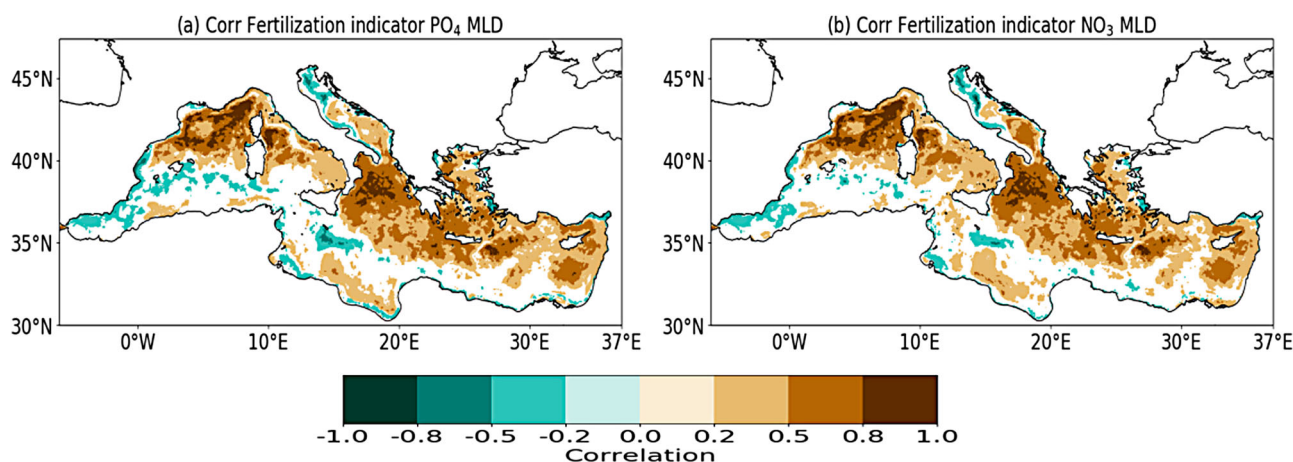 (a) Corr Fertilization indicator PO₄ MLD
(b) Corr Fertilization indicator NO₃ MLD
45°N
40°N
35°N
30°N
0°W 10°E 20°E 30°E 37°E
45°N
40°N
35°N
30°N
0°W 10°E 20°E 30°E 37°E
-1.0 -0.8 -0.5 -0.2 0.0 0.2 0.5 0.8 1.0
Correlation